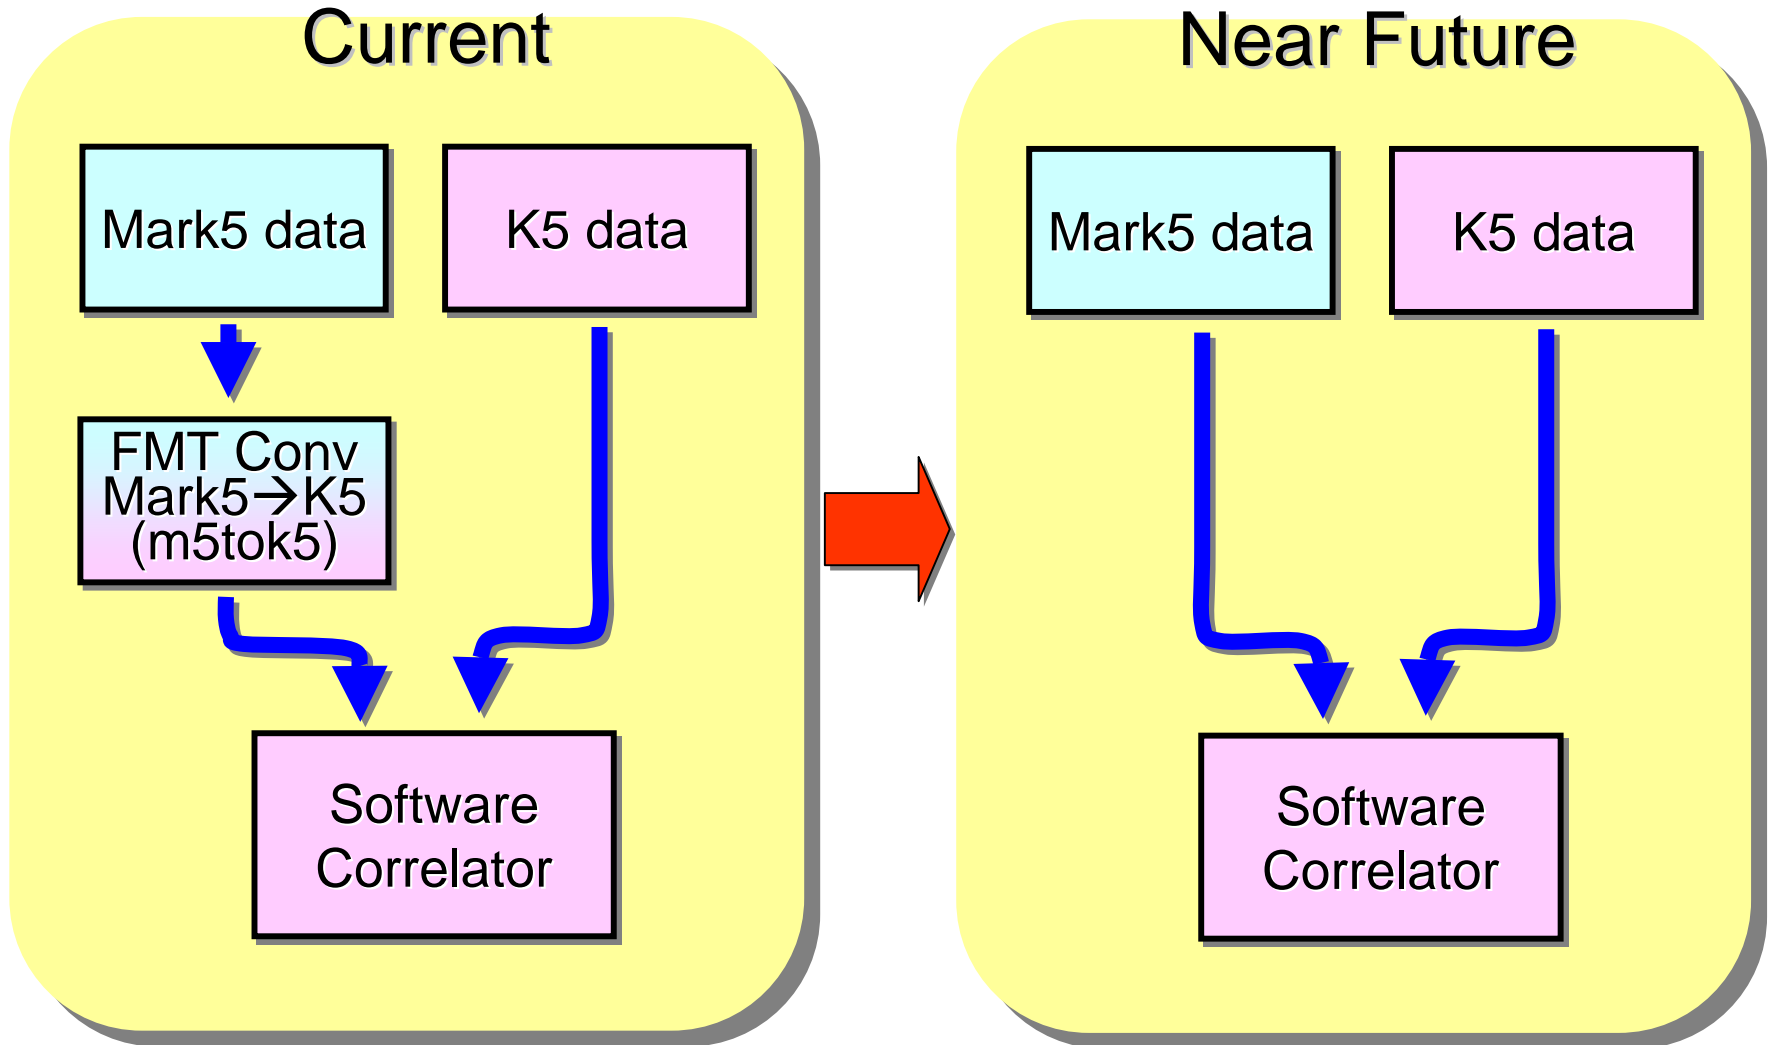 Current
Mark5 data
K5 data
FMT Conv
Mark5→K5
(m5tok5)
Software
Correlator
Near Future
Mark5 data
K5 data
Software
Correlator